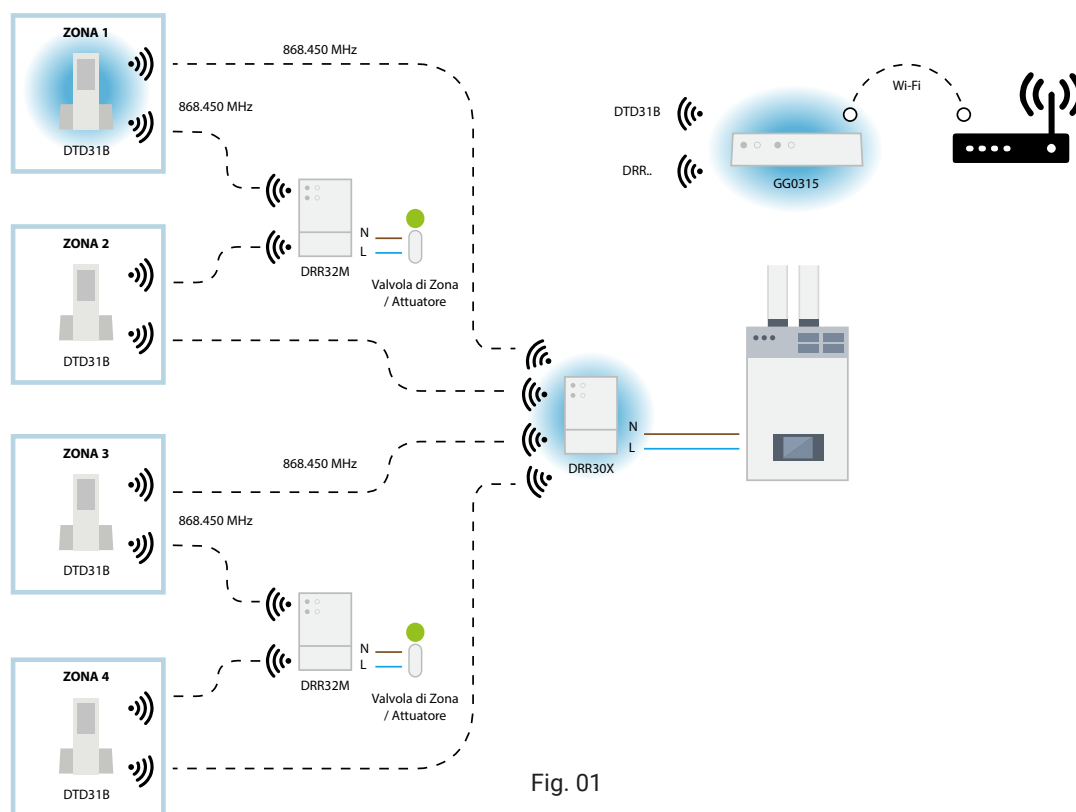 ZONA 1
868.450 MHz
868.450 MHz
DTD31B
ZONA 2
DTD31B
DRR32M
N
L
Valvola di Zona
/ Attuatore
ZONA 3
868.450 MHz
868.450 MHz
DTD31B
ZONA 4
DTD31B
DRR32M
N
L
Valvola di Zona
/ Attuatore
DRR30X
N
L
DTD31B
DRR..
GG0315
Wi-Fi
Fig. 01